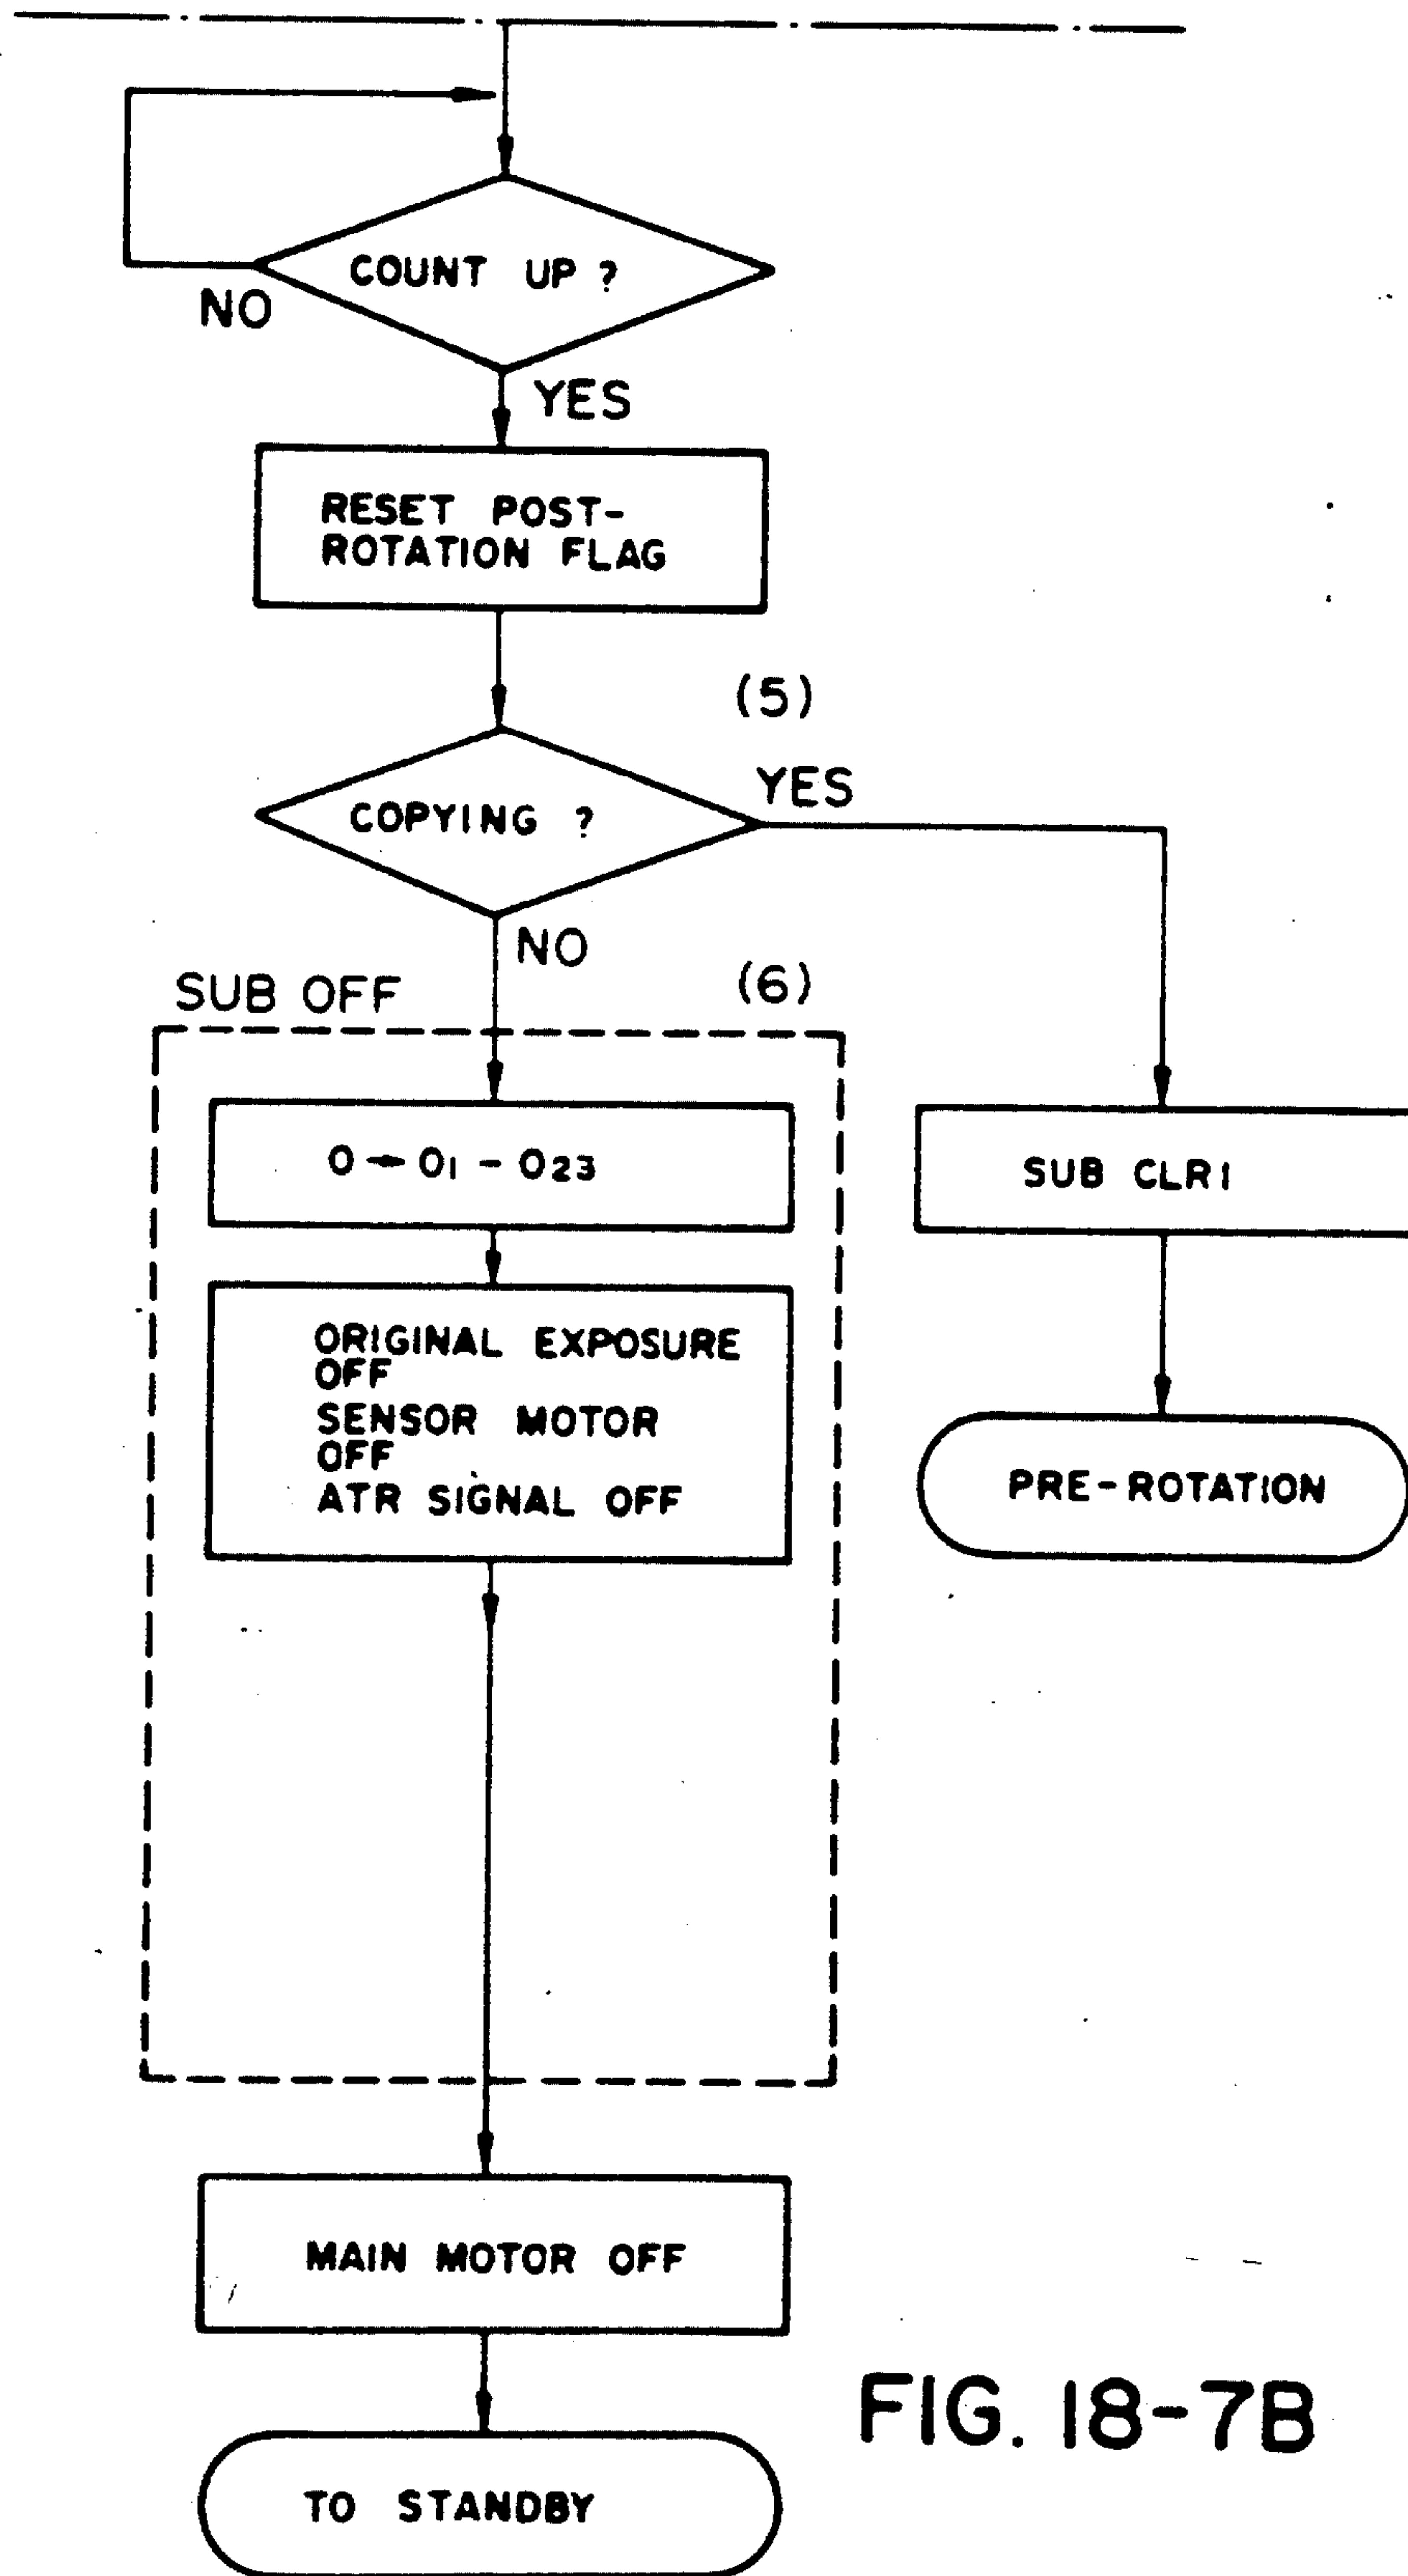 COUNT UP ?
NO
YES
RESET POST-
ROTATION FLAG
(5)
COPYING ?
YES
NO
SUB OFF
(6)
0 → O1 - O23
SUB CLR1
ORIGINAL EXPOSURE
OFF
SENSOR MOTOR
OFF
ATR SIGNAL OFF
PRE-ROTATION
MAIN MOTOR OFF
TO STANDBY
FIG. 18-7B